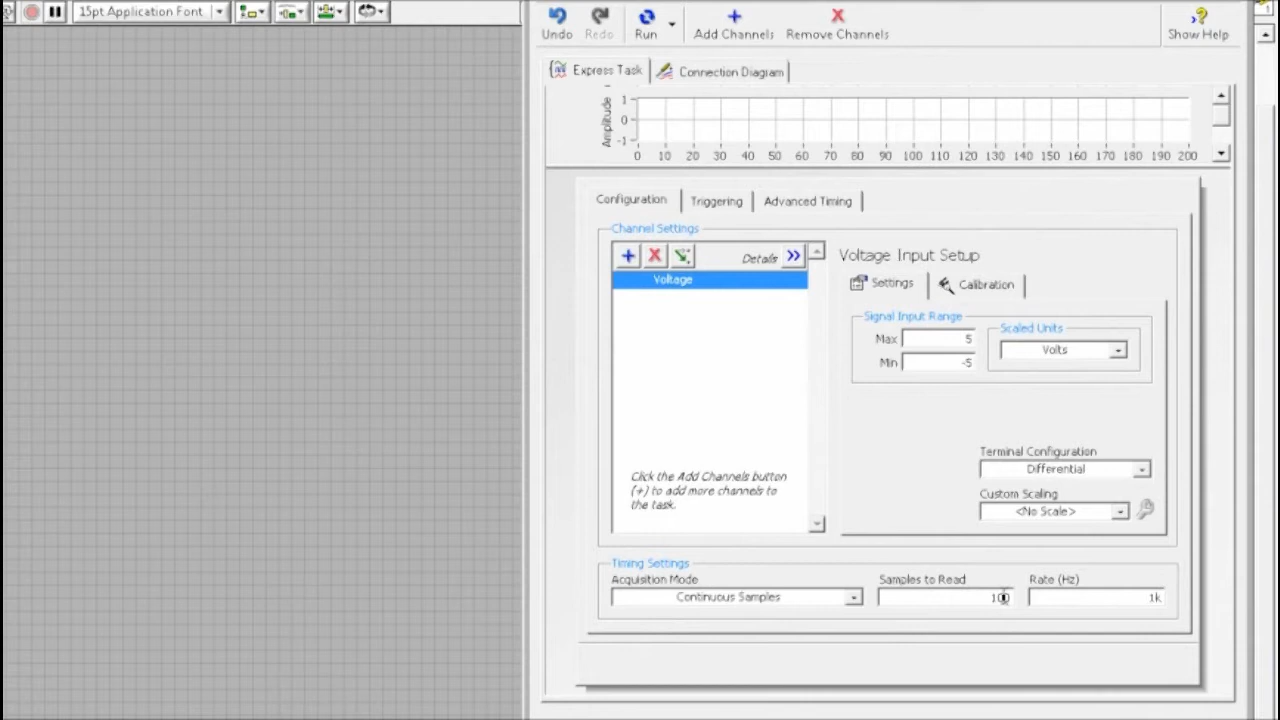 15pt Application Font
Undo Redo Run Add Channels Remove Channels Show Help
Express Task Connection Diagram
Amplitude
1
0
-1
0 10 20 30 40 50 60 70 80 90 100 110 120 130 140 150 160 170 180 190 200
Configuration Triggering Advanced Timing
Channel Settings
Details
Voltage
Click the Add Channels button
(+) to add more channels to
the task.
Voltage Input Setup
Settings Calibration
Signal Input Range
Max 5
Min -5
Scaled Units
Volts
Terminal Configuration
Differential
Custom Scaling
<No Scale>
Timing Settings
Acquisition Mode Samples to Read Rate (Hz)
Continuous Samples 1k